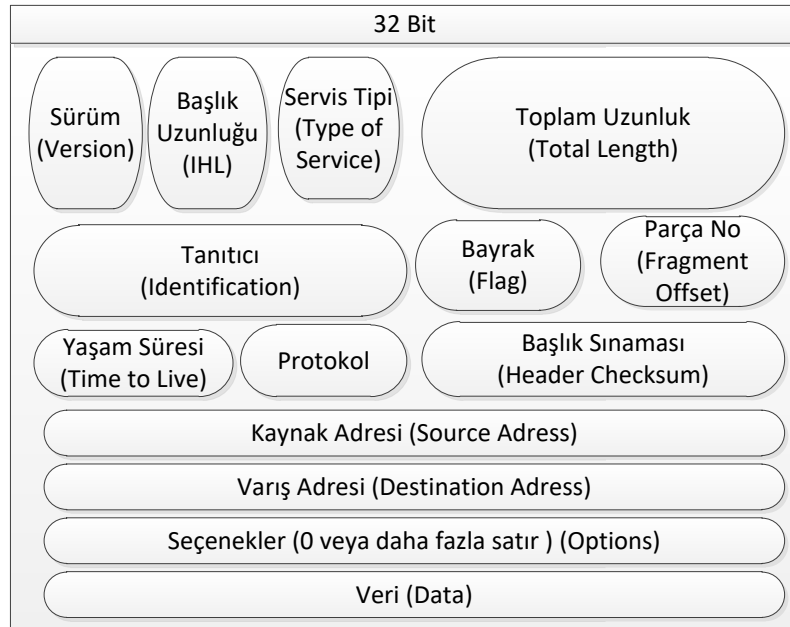 32 Bit
Sürüm
(Version)
Başlık
Uzunluğu
(IHL)
Servis Tipi
(Type of
Service)
Toplam Uzunluk
(Total Length)
Tanıtıcı
(Identification)
Bayrak
(Flag)
Parça No
(Fragment
Offset)
Yaşam Süresi
(Time to Live)
Protokol
Başlık Sınaması
(Header Checksum)
Kaynak Adresi (Source Adress)
Varış Adresi (Destination Adress)
Seçenekler (0 veya daha fazla satır ) (Options)
Veri (Data)